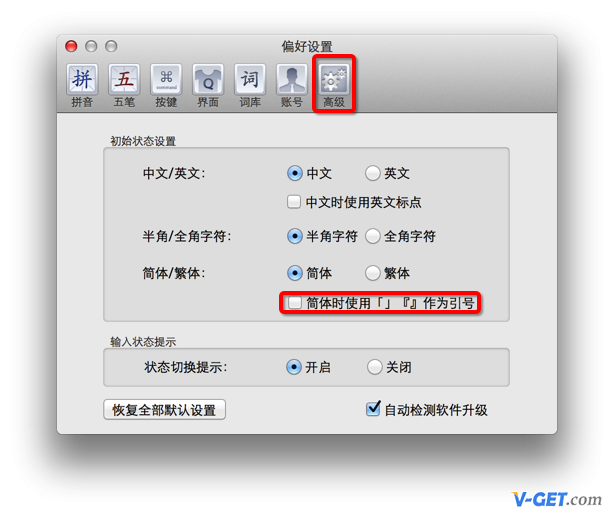 偏好设置
拼 五 ⌘ Q 词
command
拼音 五笔 按键 界面 词库 账号 高级
初始状态设置
中文/英文: 中文 英文
中文时使用英文标点
半角/全角字符: 半角字符 全角字符
简体/繁体: 简体 繁体
简体时使用「」『』作为引号
输入状态提示
状态切换提示: 开启 关闭
恢复全部默认设置 自动检测软件升级
V-GET.com